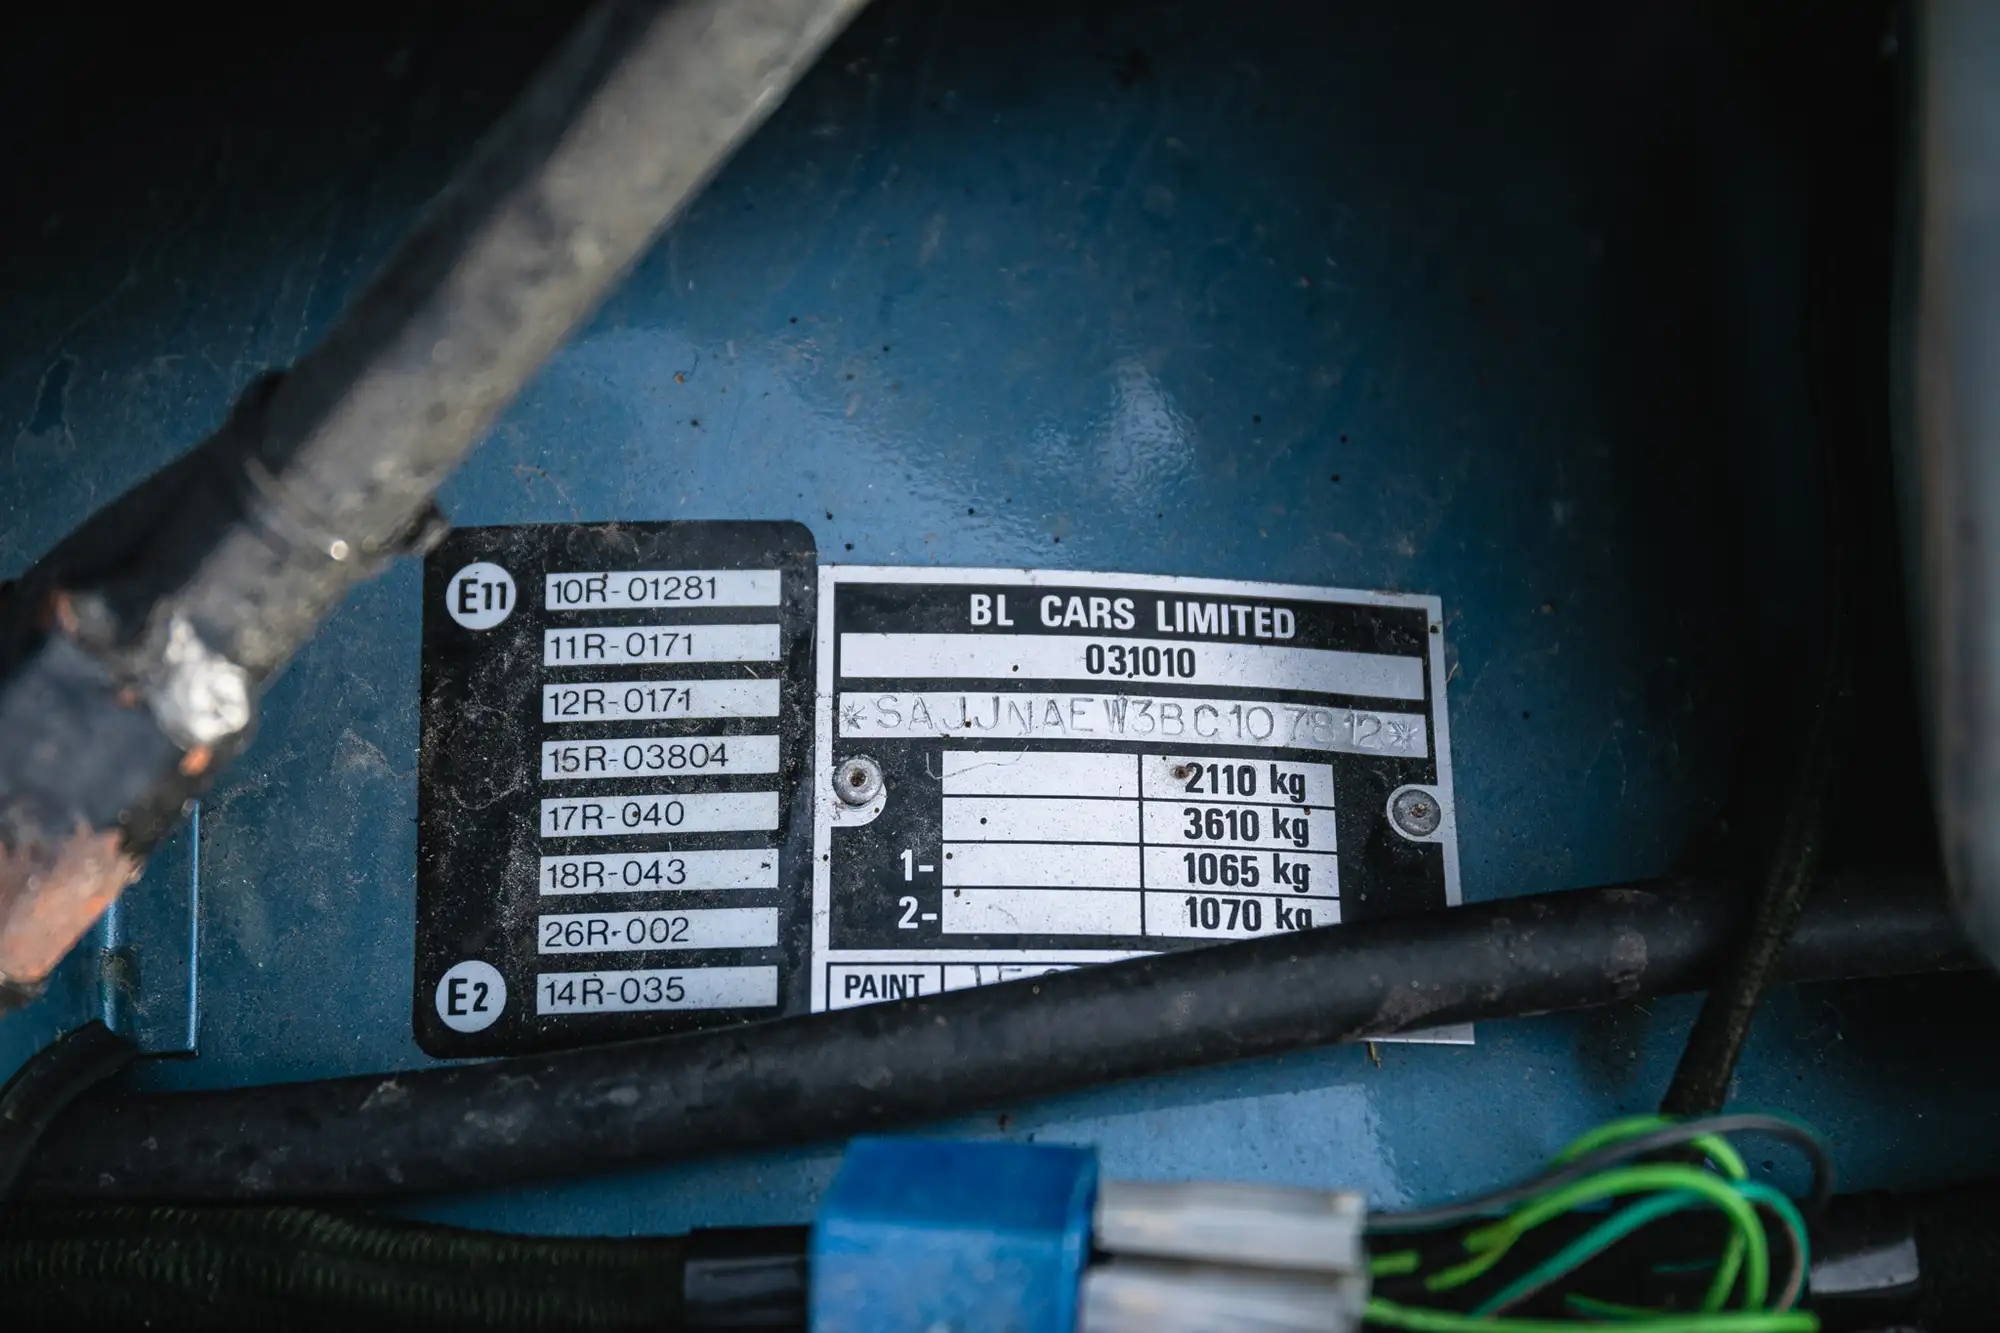 E11
10R-01281
11R-0171
12R-0171
15R-03804
17R-040
18R-043
26R-002
E2
14R-035
BL CARS LIMITED
031010
*SAJJNAEW3BC107812*
2110 kg
3610 kg
1- 1065 kg
2- 1070 kg
PAINT